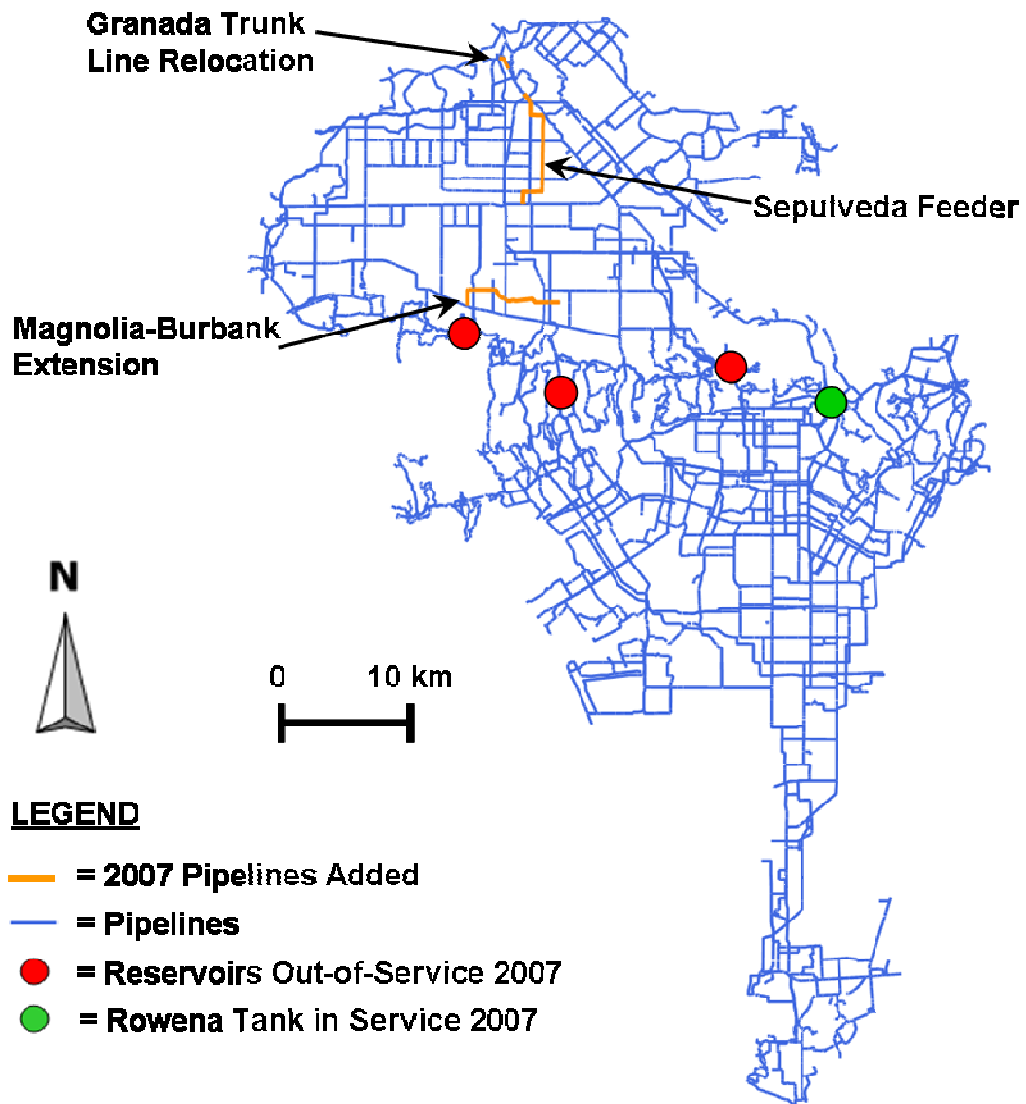 Granada Trunk
Line Relocation
Sepulveda Feeder
Magnolia-Burbank
Extension
N
0 10 km
LEGEND
= 2007 Pipelines Added
= Pipelines
= Reservoirs Out-of-Service 2007
= Rowena Tank in Service 2007